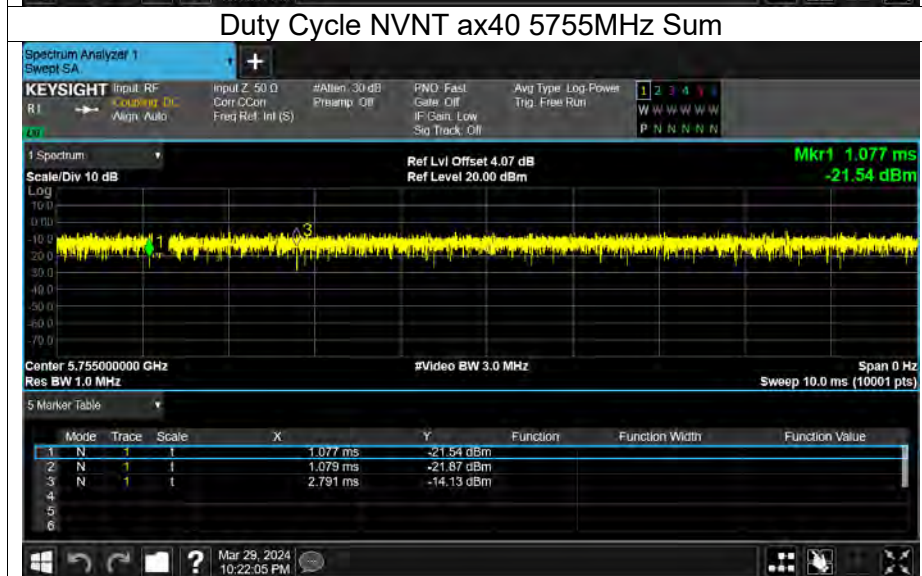 Duty Cycle NVNT ax40 5755MHz Sum
Spectrum Analyzer 1
Swept SA
+
KEYSIGHT Input: RF Input Z: 50 Ω #Atten: 30 dB PNO: Fast Avg Type: Log-Power 1 2 3 4 5 6
R L Coupling: DC Corr CCorr Preamp: Off Gate: Off Trig: Free Run W W W W W W
Align: Auto Freq Ref: Int (S) IF Gain: Low
Sig Track: Off P N N N N N
1 Spectrum Ref Lvl Offset 4.07 dB Mkr1 1.077 ms
Scale/Div 10 dB Ref Level 20.00 dBm -21.54 dBm
Log
10.0
0.00
-10.0
-20.0
-30.0
-40.0
-50.0
-60.0
-70.0
1
3
Center 5.755000000 GHz #Video BW 3.0 MHz Span 0 Hz
Res BW 1.0 MHz Sweep 10.0 ms (10001 pts)
5 Marker Table
Mode Trace Scale X Y Function Function Width Function Value
1 N 1 t 1.077 ms -21.54 dBm
2 N 1 t 1.079 ms -21.87 dBm
3 N 1 t 2.791 ms -14.13 dBm
4
5
6
? Mar 29, 2024
10:22:05 PM